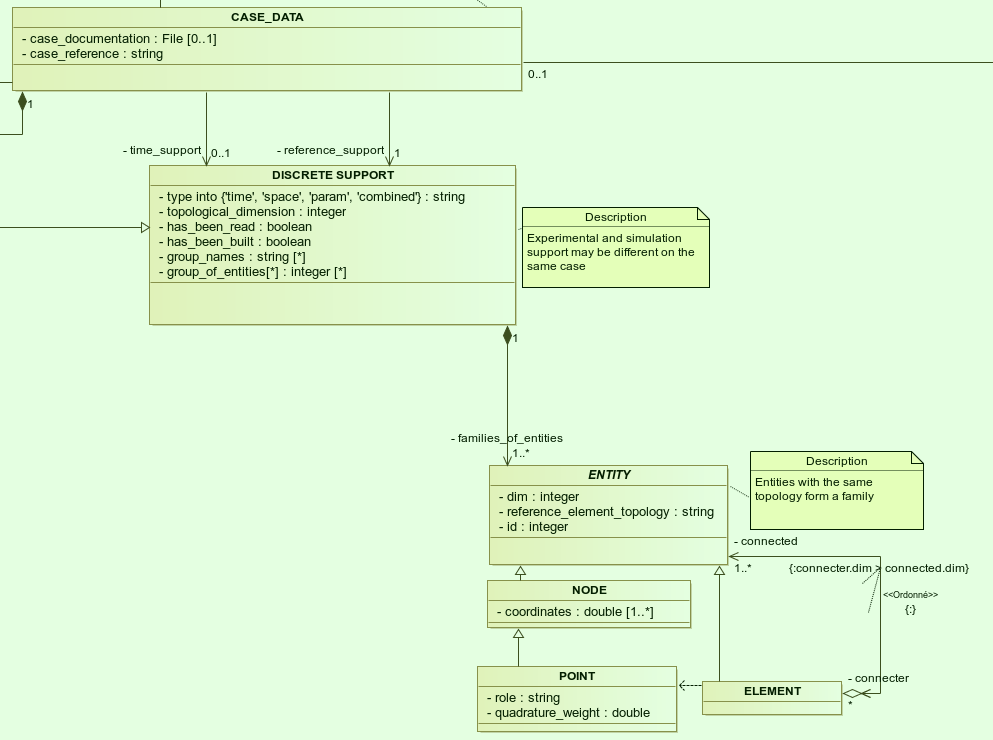 CASE_DATA
- case_documentation : File [0..1]
- case_reference : string
0..1
1
- time_support
0..1
- reference_support
1
DISCRETE SUPPORT
- type into {'time', 'space', 'param', 'combined'} : string
- topological_dimension : integer
- has_been_read : boolean
- has_been_built : boolean
- group_names : string [*]
- group_of_entities[*] : integer [*]
Description
Experimental and simulation
support may be different on the
same case
1
- families_of_entities
1..*
ENTITY
- dim : integer
- reference_element_topology : string
- id : integer
Description
Entities with the same
topology form a family
- connected
1..*
{:connecter.dim > connected.dim}
<<Ordonné>>
{:}
NODE
- coordinates : double [1..*]
POINT
- role : string
- quadrature_weight : double
ELEMENT
- connecter
*